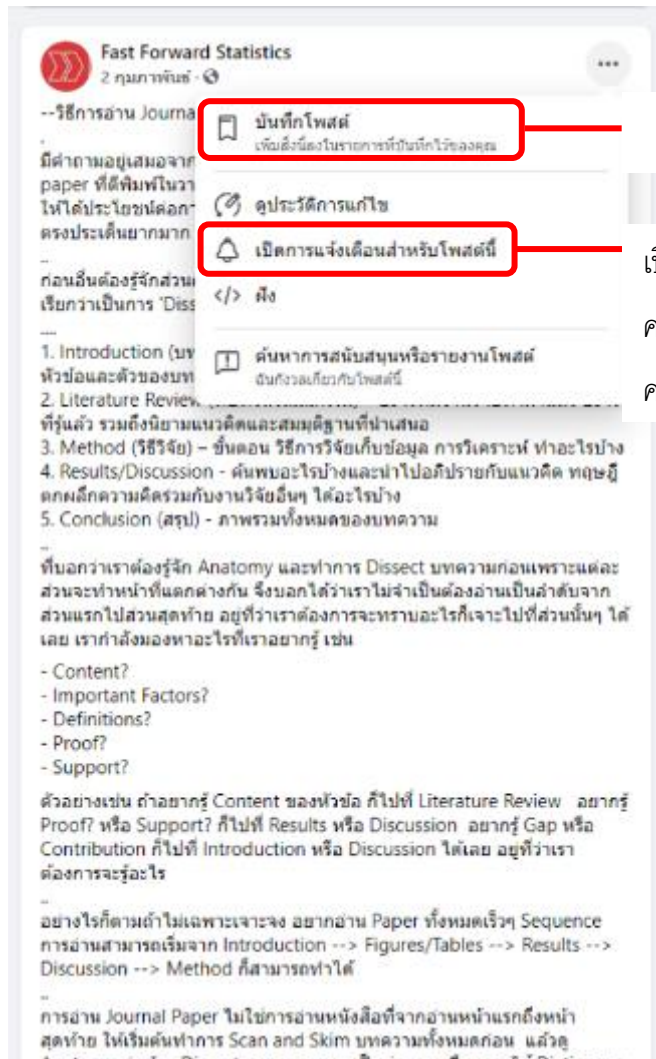 Fast Forward Statistics
2 กุมภาพันธ์ ·
--วิธีการอ่าน Journa
.
มีคำถามอยู่เสมอจาก
paper ที่ตีพิมพ์ในวา
ให้ได้ประโยชน์ต่อกา
ตรงประเด็นยากมาก
..
ก่อนอื่นต้องรู้จักส่วน
เรียกว่าเป็นการ 'Diss
....
1. Introduction (บท
หัวข้อและตัวของบท
2. Literature Review
ที่รู้แล้ว รวมถึงนิยามแนวคิดและสมมุติฐานที่นำเสนอ
3. Method (วิธีวิจัย) – ขั้นตอน วิธีการวิจัยเก็บข้อมูล การวิเคราะห์ ทำอะไรบ้าง
4. Results/Discussion - ค้นพบอะไรบ้างและนำไปอภิปรายกับแนวคิด ทฤษฎี
ตกผลึกความคิดร่วมกับงานวิจัยอื่นๆ ได้อะไรบ้าง
5. Conclusion (สรุป) - ภาพรวมทั้งหมดของบทความ
..
ที่บอกว่าเราต้องรู้จัก Anatomy และทำการ Dissect บทความก่อนเพราะแต่ละ
ส่วนจะทำหน้าที่แตกต่างกัน จึงบอกได้ว่าเราไม่จำเป็นต้องอ่านเป็นลำดับจาก
ส่วนแรกไปส่วนสุดท้าย อยู่ที่ว่าเราต้องการจะทราบอะไรก็เจาะไปที่ส่วนนั้นๆ ได้
เลย เรากำลังมองหาอะไรที่เราอยากรู้ เช่น
- Content?
- Important Factors?
- Definitions?
- Proof?
- Support?
ตัวอย่างเช่น ถ้าอยากรู้ Content ของหัวข้อ ก็ไปที่ Literature Review อยากรู้
Proof? หรือ Support? ก็ไปที่ Results หรือ Discussion อยากรู้ Gap หรือ
Contribution ก็ไปที่ Introduction หรือ Discussion ได้เลย อยู่ที่ว่าเรา
ต้องการจะรู้อะไร
..
อย่างไรก็ตามถ้าไม่เฉพาะเจาะจง อยากอ่าน Paper ทั้งหมดเร็วๆ Sequence
การอ่านสามารถเริ่มจาก Introduction --> Figures/Tables --> Results -->
Discussion --> Method ก็สามารถทำได้
..
การอ่าน Journal Paper ไม่ใช่การอ่านหนังสือที่จากอ่านหน้าแรกถึงหน้า
สุดท้าย ให้เริ่มต้นทำการ Scan and Skim บทความทั้งหมดก่อน แล้วดู
บันทึกโพสต์
เพิ่มสิ่งนี้ลงในรายการที่บันทึกไว้ของคุณ
ดูประวัติการแก้ไข
เปิดการแจ้งเตือนสำหรับโพสต์นี้
</> ฝัง
ค้นหาการสนับสนุนหรือรายงานโพสต์
ฉันกังวลเกี่ยวกับโพสต์นี้
เปิ
ค
ค